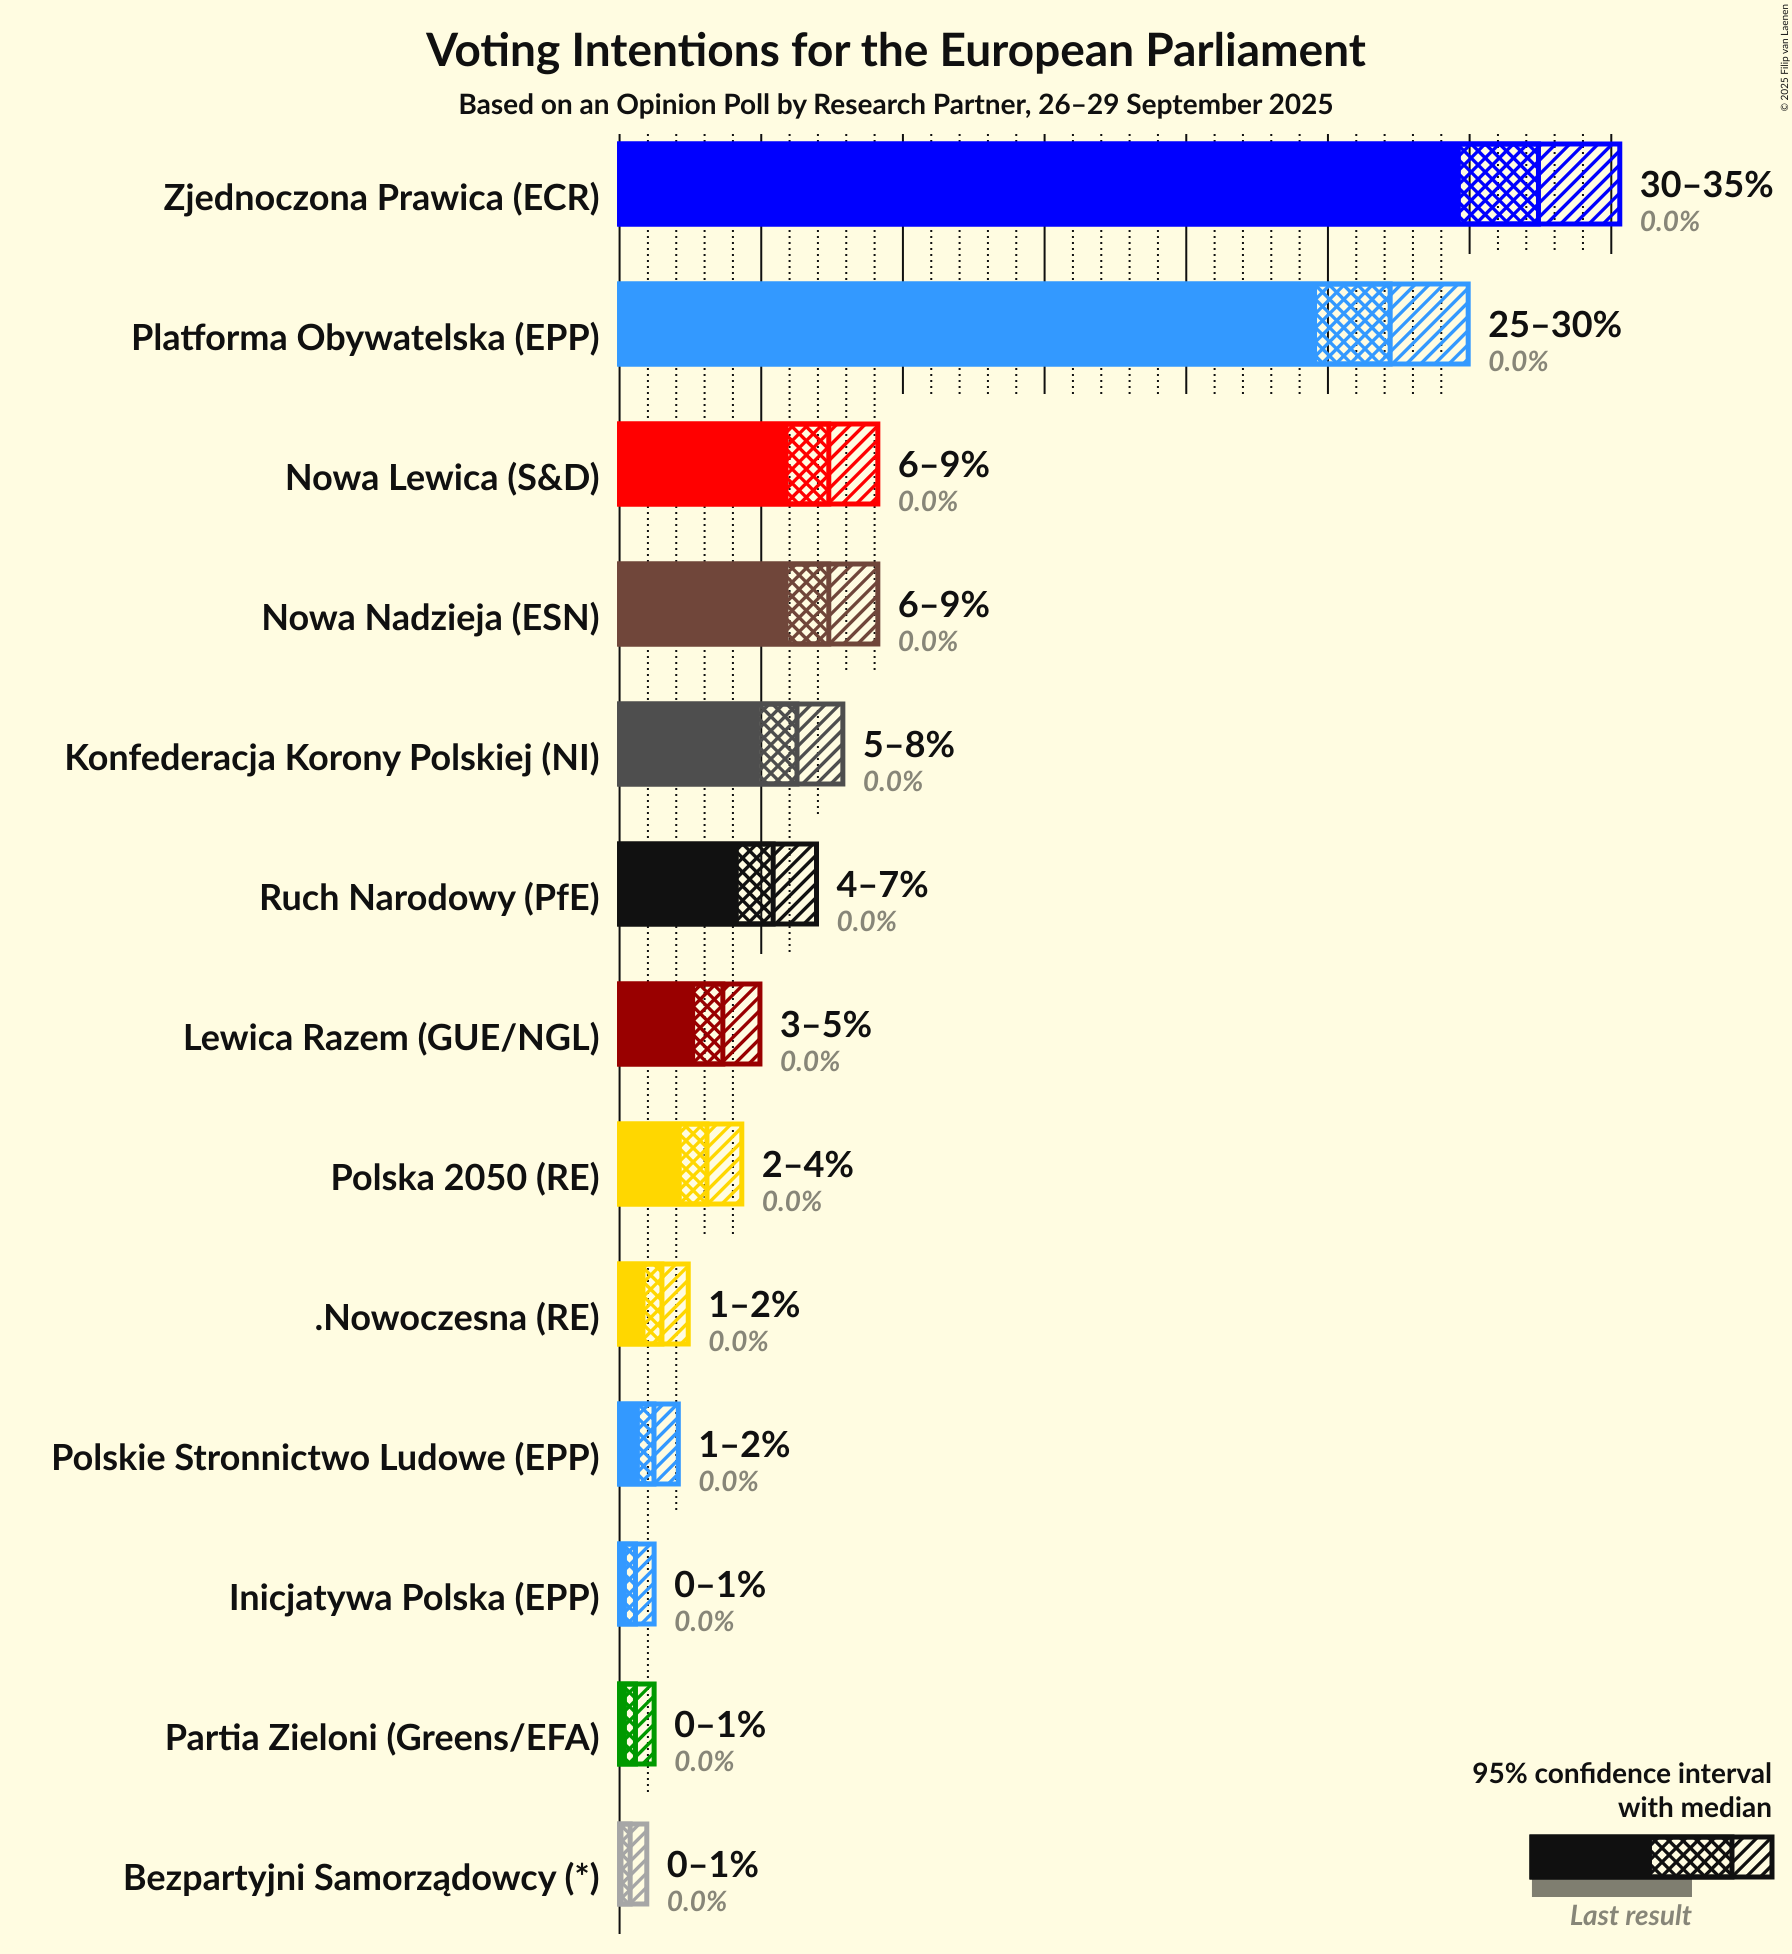 Voting Intentions for the European Parliament
Based on an Opinion Poll by Research Partner, 26–29 September 2025
© 2025 Filip van Laenen
Zjednoczona Prawica (ECR)
30–35%
0.0%
Platforma Obywatelska (EPP)
25–30%
0.0%
Nowa Lewica (S&D)
6–9%
0.0%
Nowa Nadzieja (ESN)
6–9%
0.0%
Konfederacja Korony Polskiej (NI)
5–8%
0.0%
Ruch Narodowy (PfE)
4–7%
0.0%
Lewica Razem (GUE/NGL)
3–5%
0.0%
Polska 2050 (RE)
2–4%
0.0%
.Nowoczesna (RE)
1–2%
0.0%
Polskie Stronnictwo Ludowe (EPP)
1–2%
0.0%
Inicjatywa Polska (EPP)
0–1%
0.0%
Partia Zieloni (Greens/EFA)
0–1%
0.0%
Bezpartyjni Samorządowcy (*)
0–1%
0.0%
95% confidence interval
with median
Last result